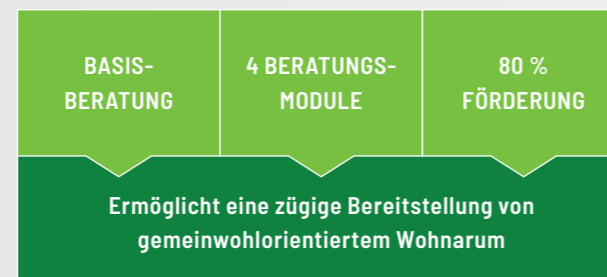 BASIS-
BERATUNG
4 BERATUNGS-
MODULE
80 %
FÖRDERUNG
Ermöglicht eine zügige Bereitstellung von
gemeinwohlorientiertem Wohnarum